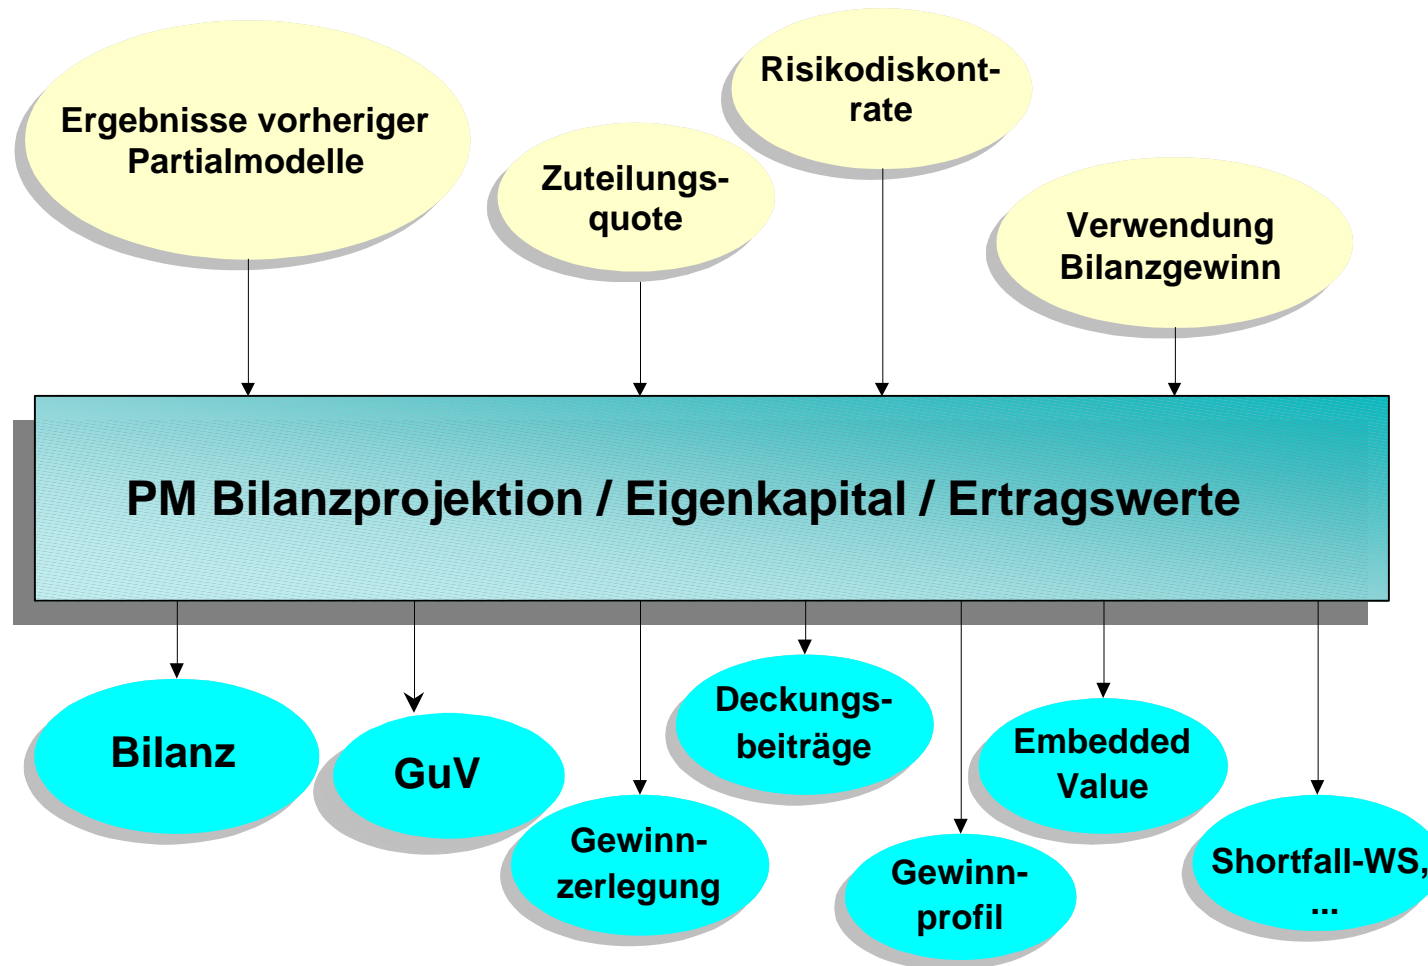 Ergebnisse vorheriger
Partialmodelle
Zuteilungs-
quote
Risikodiskont-
rate
Verwendung
Bilanzgewinn
PM Bilanzprojektion / Eigenkapital / Ertragswerte
Bilanz
GuV
Gewinn-
zerlegung
Deckungs-
beiträge
Gewinn-
profil
Embedded
Value
Shortfall-WS,
...